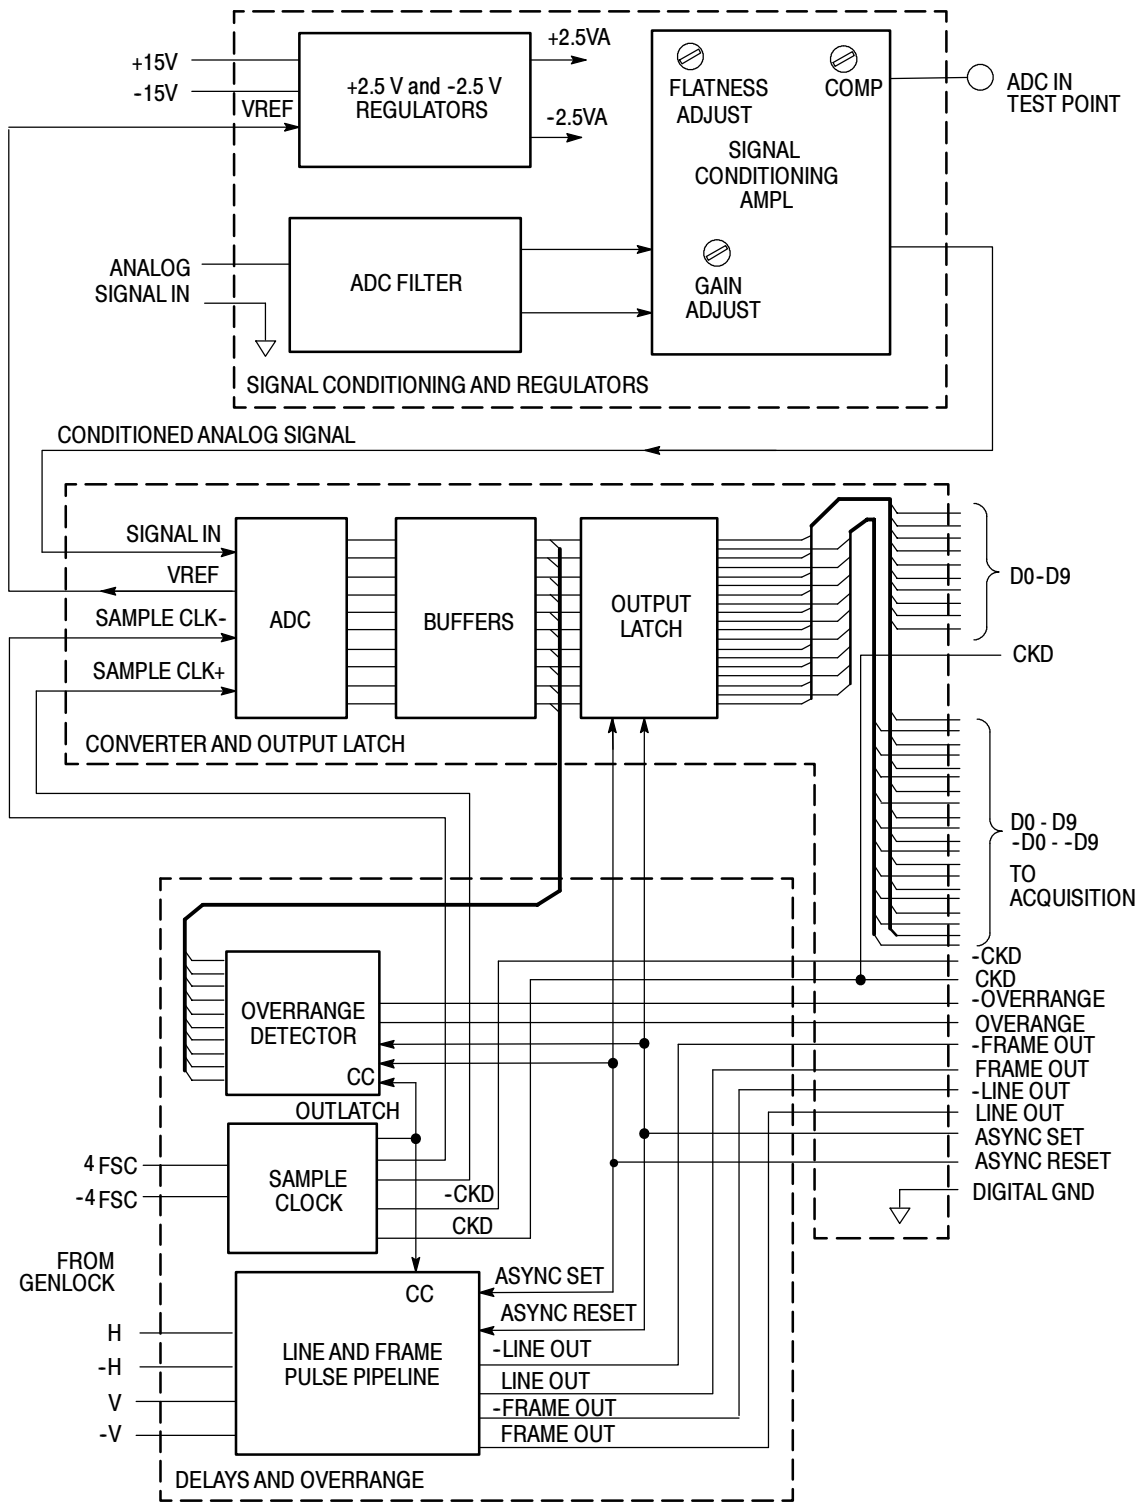 +15V
-15V
VREF
+2.5 V and -2.5 V
REGULATORS
+2.5VA
-2.5VA
FLATNESS
ADJUST
COMP
SIGNAL
CONDITIONING
AMPL
GAIN
ADJUST
ADC IN
TEST POINT
ANALOG
SIGNAL IN
ADC FILTER
SIGNAL CONDITIONING AND REGULATORS
CONDITIONED ANALOG SIGNAL
SIGNAL IN
VREF
SAMPLE CLK-
SAMPLE CLK+
ADC
BUFFERS
OUTPUT
LATCH
D0-D9
CKD
CONVERTER AND OUTPUT LATCH
D0 - D9
-D0 - -D9
TO
ACQUISITION
-CKD
CKD
-OVERRANGE
OVERANGE
-FRAME OUT
FRAME OUT
-LINE OUT
LINE OUT
ASYNC SET
ASYNC RESET
DIGITAL GND
OVERRANGE
DETECTOR
CC
OUTLATCH
4 FSC
-4 FSC
SAMPLE
CLOCK
-CKD
CKD
FROM
GENLOCK
H
-H
V
-V
CC
LINE AND FRAME
PULSE PIPELINE
ASYNC SET
ASYNC RESET
-LINE OUT
LINE OUT
-FRAME OUT
FRAME OUT
DELAYS AND OVERRANGE